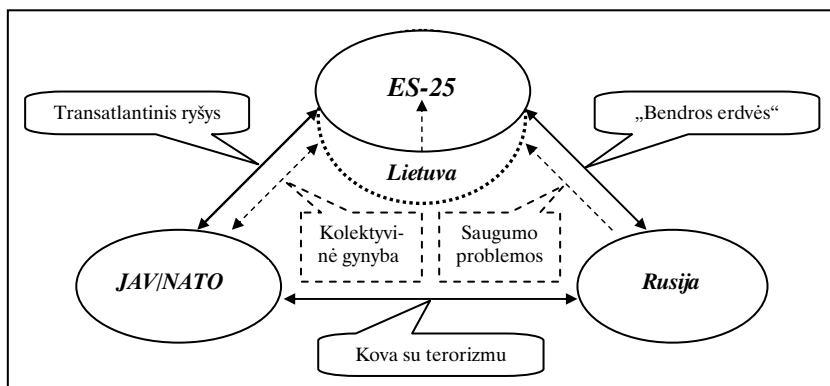 ES-25
Transatlantinis ryšys
„Bendros erdvės“
Lietuva
Kolektyvi-
nė gynyba
Saugumo
problemos
JAV/NATO
Rusija
Kova su terorizmu